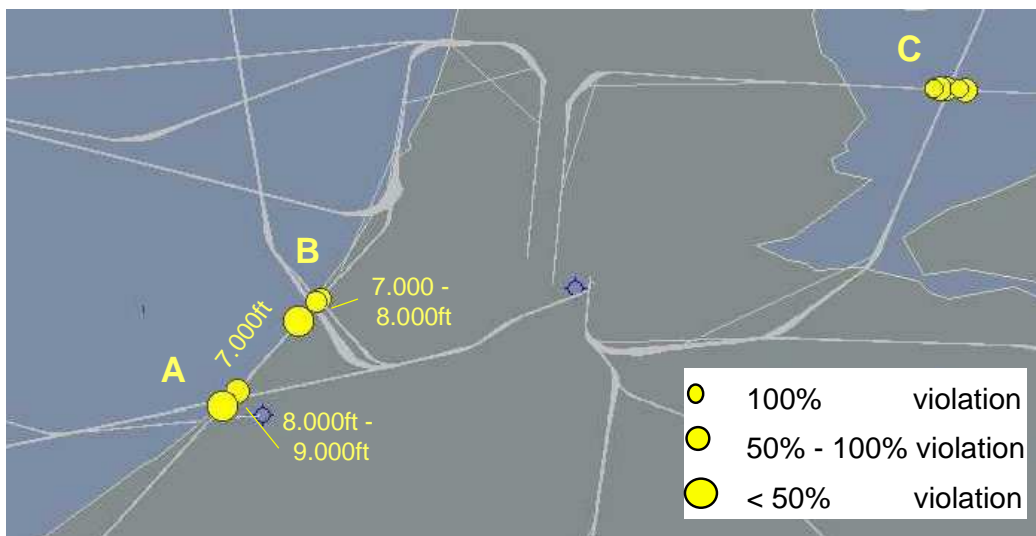 C
B
7.000 -
8.000ft
7.000ft
A
8.000ft -
9.000ft
100% violation
50% - 100% violation
< 50% violation